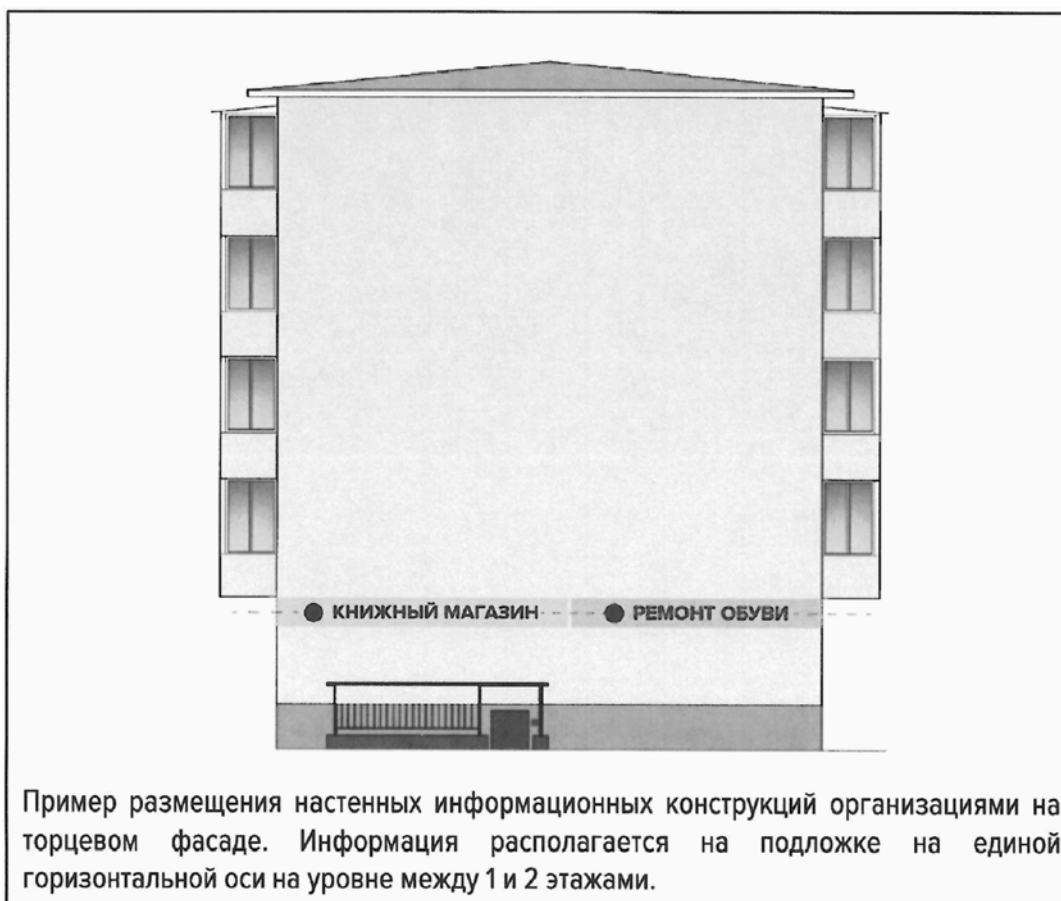 КНИЖНЫЙ МАГАЗИН РЕМОНТ ОБУВИ
Пример размещения настенных информационных конструкций организациями на
торцевом фасаде. Информация располагается на подложке на единой
горизонтальной оси на уровне между 1 и 2 этажами.